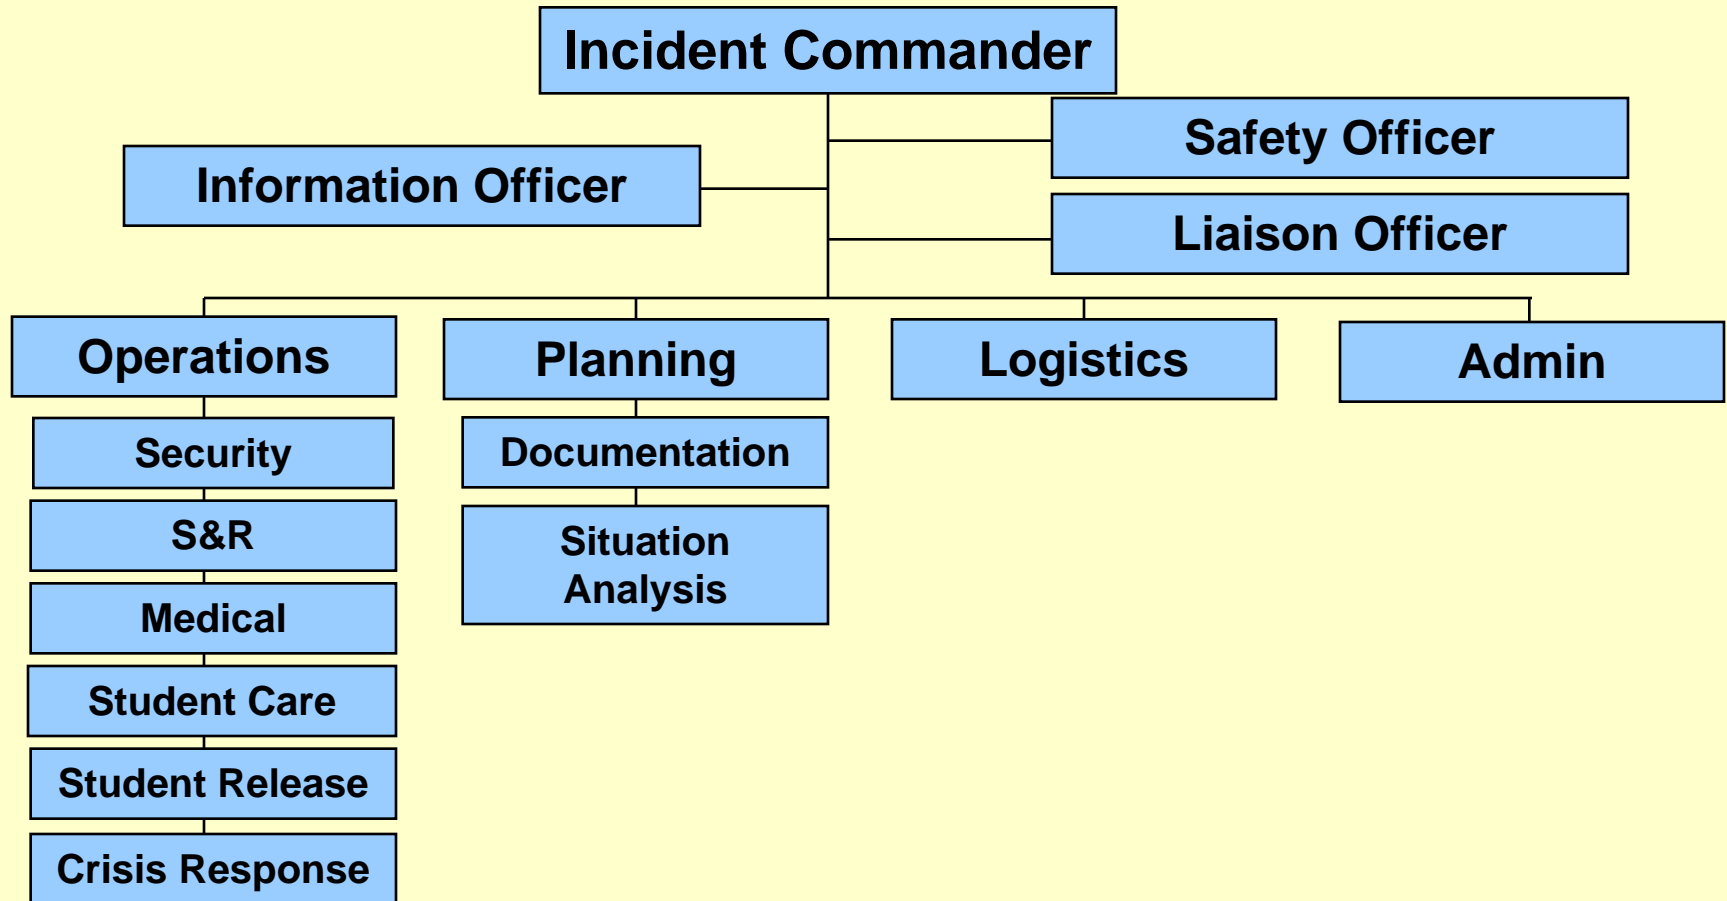 Incident Commander
Safety Officer
Information Officer
Liaison Officer
Operations
Planning
Logistics
Admin
Security
Documentation
S&R
Situation
Analysis
Medical
Student Care
Student Release
Crisis Response